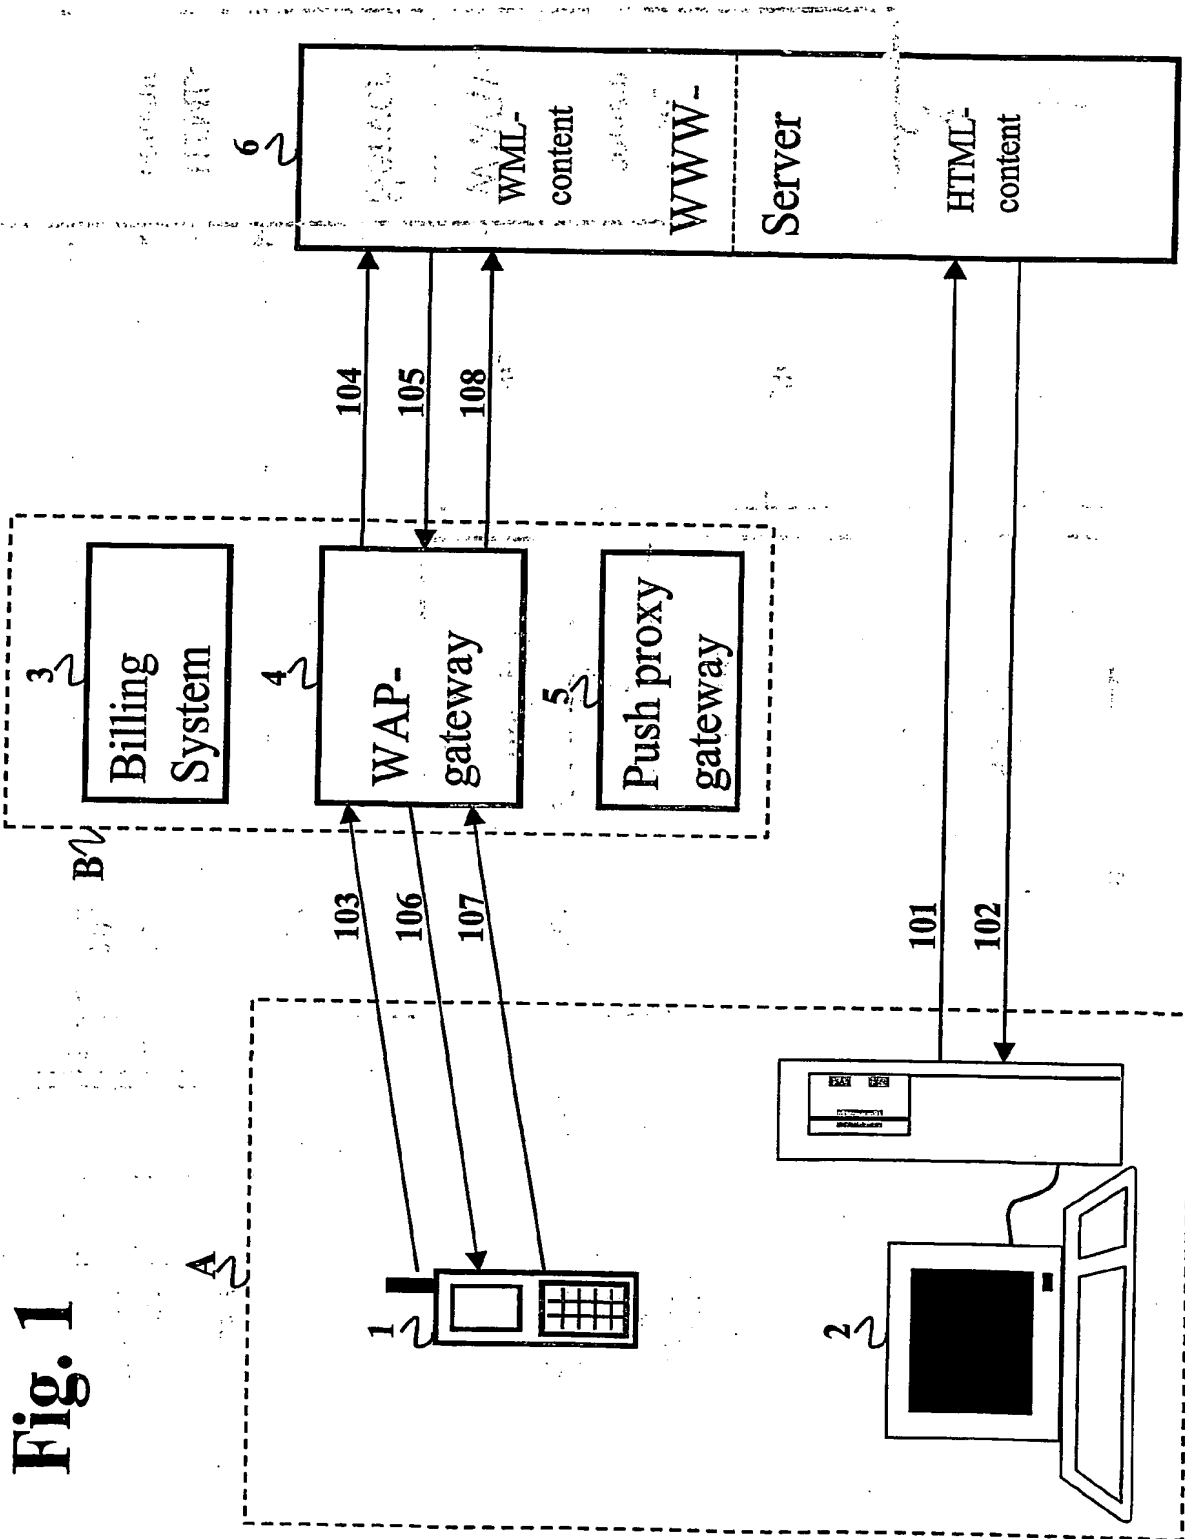 Fig. 1
A
1
2
B
3
Billing
System
4
WAP-
gateway
5
Push proxy
gateway
103
106
107
101
102
104
105
108
6
WML-
content
WWW-
Server
HTML-
content